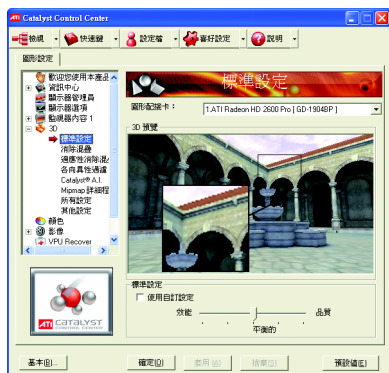 ATI Catalyst Control Center
檢視 快速鍵 設定檔 喜好設定 說明
圖形設定
歡迎您使用本產品
資訊中心
顯示器管理員
顯示器選項
監視器內容 1
3D
標準設定
消除混疊
適應性消除混
各向異性過濾
Catalyst® A.I.
Mipmap 詳細程
所有設定
其他設定
顏色
影像
VPU Recover
ATI CATALYST
CONTROL CENTER
標準設定
圖形配接卡：
1.ATI Radeon HD 2600 Pro [ GD-1904BP ]
3D 預覽
標準設定
使用自訂設定
效能 品質
平衡的
基本(B)... 確定(O) 套用(A) 捨棄(S) 預設值(E)